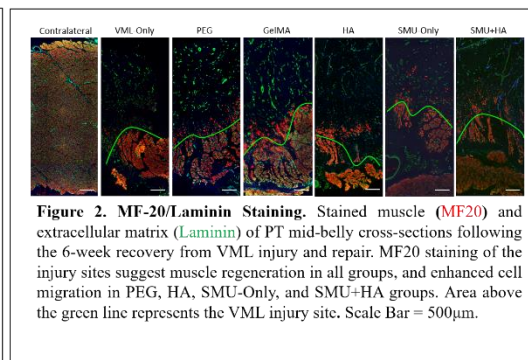 Contralateral VML Only PEG GelMA HA SMU Only SMU+HA
Figure 2. MF-20/Laminin Staining. Stained muscle (MF20) and
extracellular matrix (Laminin) of PT mid-belly cross-sections following
the 6-week recovery from VML injury and repair. MF20 staining of the
injury sites suggest muscle regeneration in all groups, and enhanced cell
migration in PEG, HA, SMU-Only, and SMU+HA groups. Area above
the green line represents the VML injury site. Scale Bar = 500μm.